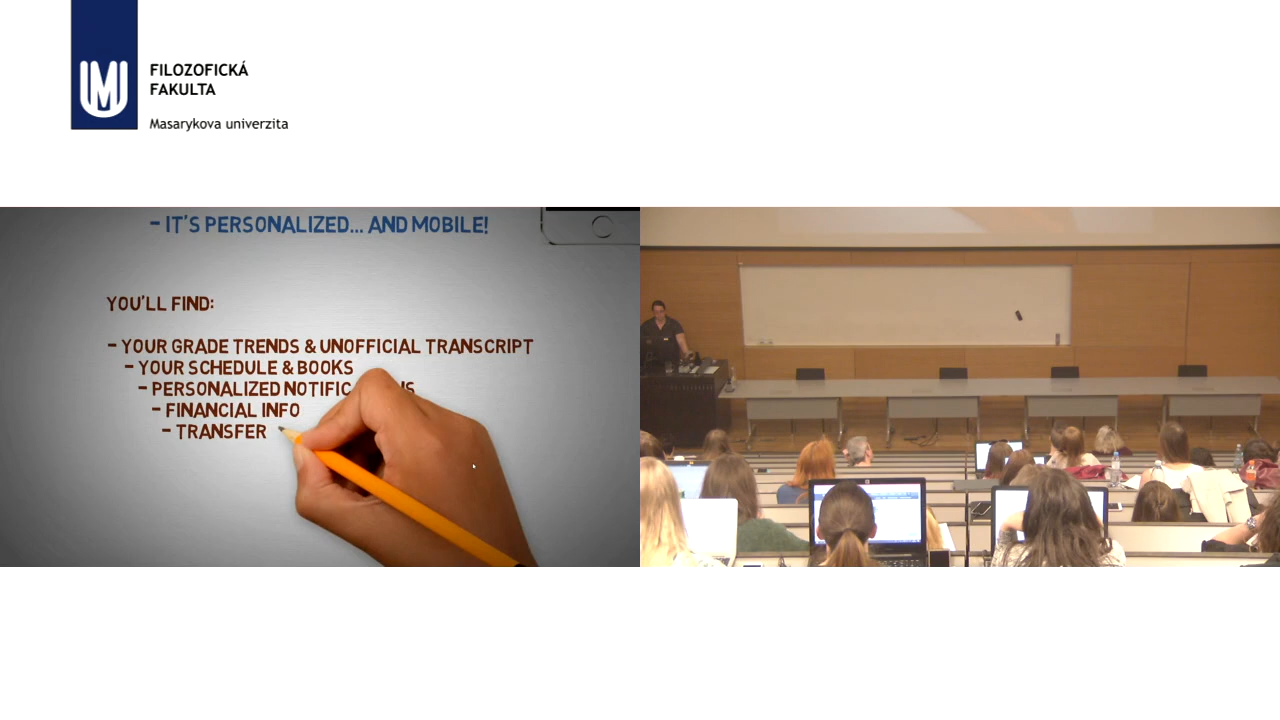 FILOZOFICKÁ
FAKULTA
Masarykova univerzita
- IT'S PERSONALIZED... AND MOBILE!
YOU'LL FIND:
- YOUR GRADE TRENDS & UNOFFICIAL TRANSCRIPT
- YOUR SCHEDULE & BOOKS
- PERSONALIZED
- FINANCIAL INFO
- TRANSFER